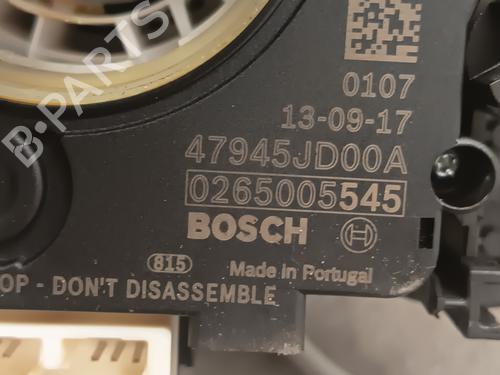 B-PARTS
0107
13-09-17
47945JD00A
0265005545
BOSCH
815
Made in Portugal
OP - DON'T DISASSEMBLE